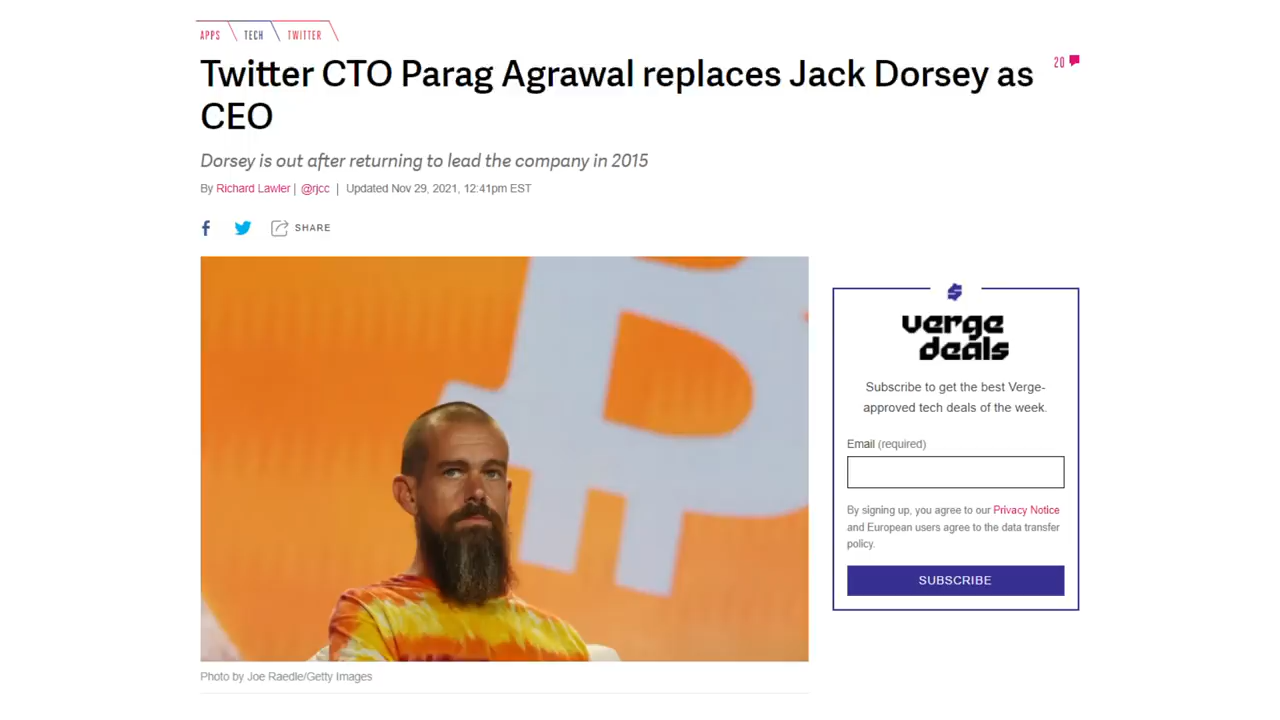 APPS TECH TWITTER
Twitter CTO Parag Agrawal replaces Jack Dorsey as
CEO
20
Dorsey is out after returning to lead the company in 2015
By Richard Lawler | @rjcc | Updated Nov 29, 2021, 12:41pm EST
SHARE
verge
deals
Subscribe to get the best Verge-
approved tech deals of the week.
Email (required)
By signing up, you agree to our Privacy Notice
and European users agree to the data transfer
policy.
SUBSCRIBE
Photo by Joe Raedle/Getty Images